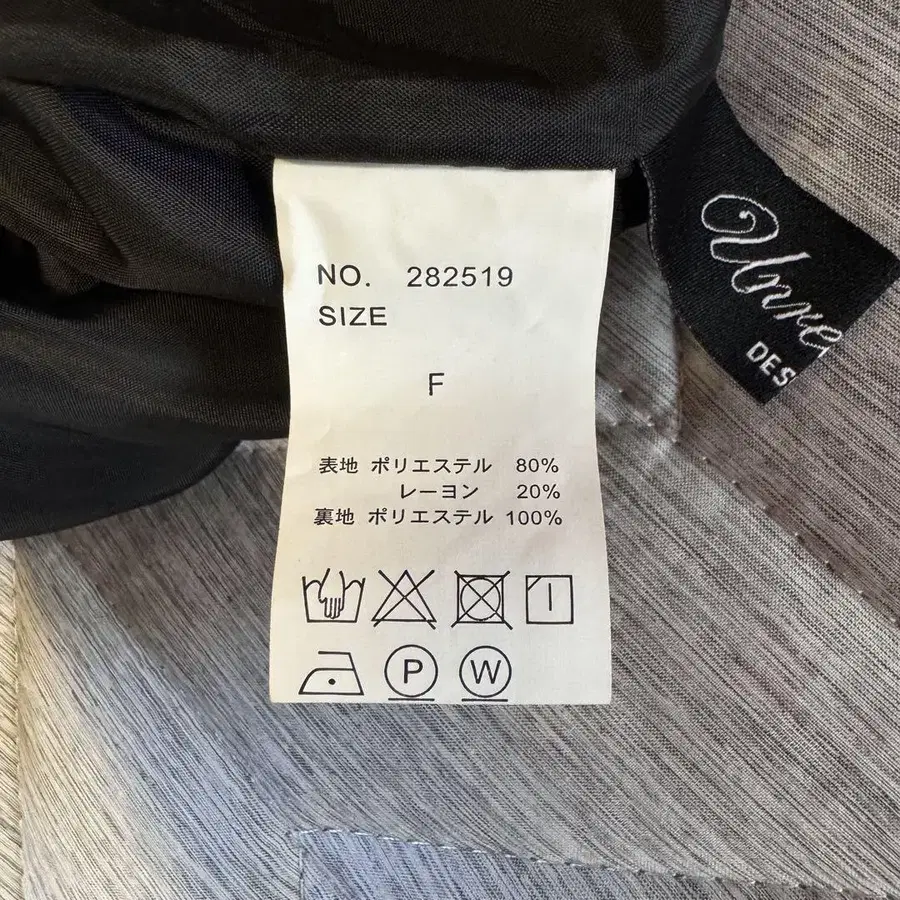 NO. 282519
SIZE
F
表地 ポリエステル 80%
レーヨン 20%
裏地 ポリエステル 100%
P W